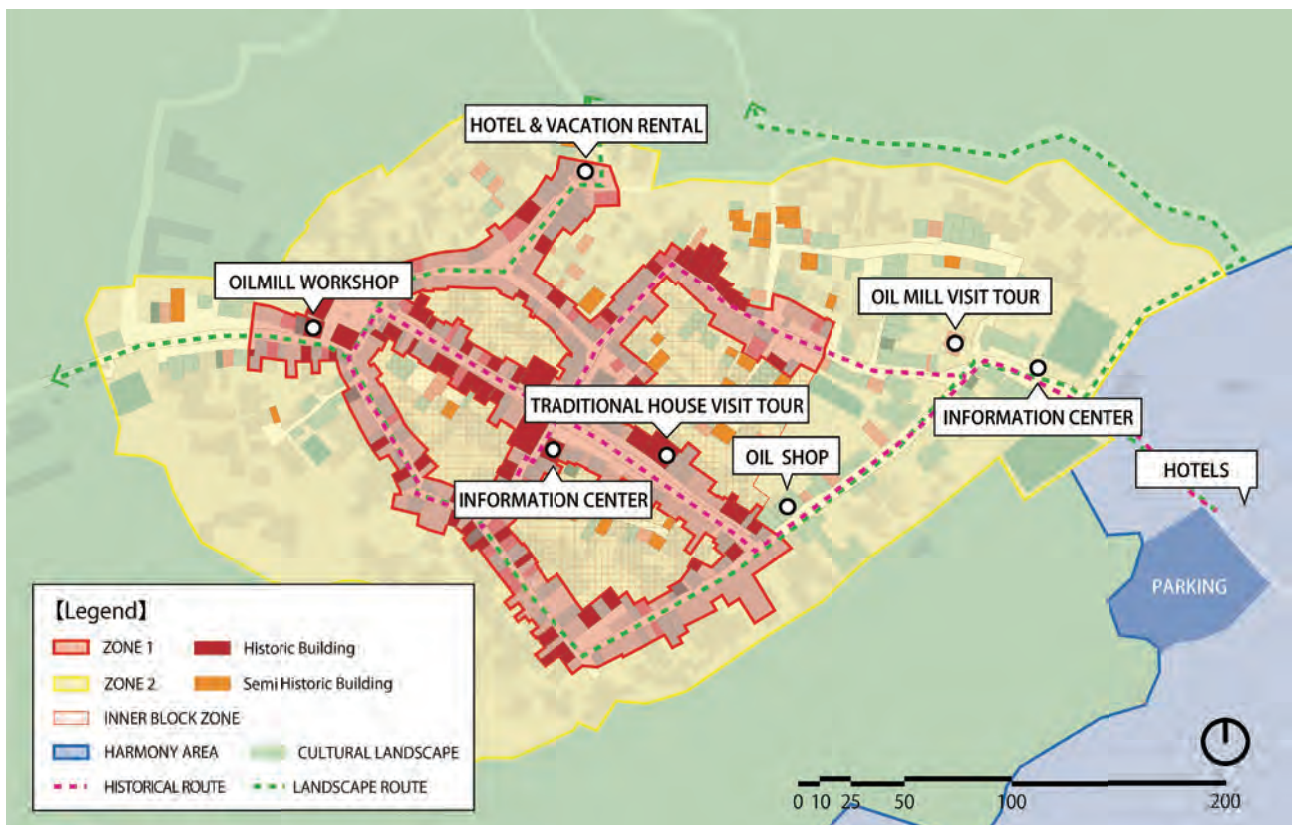 HOTEL & VACATION RENTAL
OILMILL WORKSHOP
OIL MILL VISIT TOUR
TRADITIONAL HOUSE VISIT TOUR
INFORMATION CENTER
OIL SHOP
HOTELS
INFORMATION CENTER
PARKING
【Legend】
ZONE 1
Historic Building
ZONE 2
Semi Historic Building
INNER BLOCK ZONE
HARMONY AREA
CULTURAL LANDSCAPE
HISTORICAL ROUTE
LANDSCAPE ROUTE
0 10 25 50 100 200